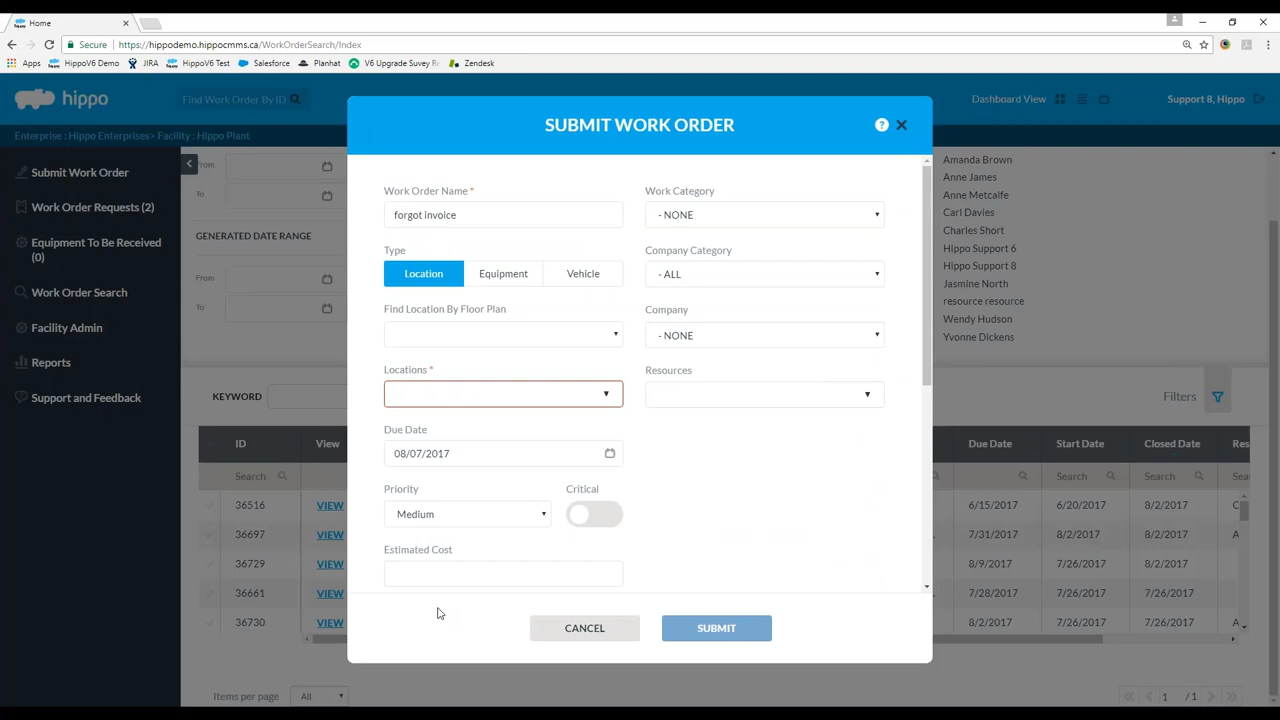 Home ×
Secure https://hippodemo.hippocmms.ca/WorkOrderSearch/Index
Apps HippoV6 Demo JIRA HippoV6 Test Salesforce Planhat V6 Upgrade Suvey Re Zendesk
hippo Find Work Order By ID Dashboard View Support 8, Hippo
Enterprise : Hippo Enterprises> Facility : Hippo Plant
Submit Work Order
Work Order Requests (2)
Equipment To Be Received
(0)
Work Order Search
Facility Admin
Reports
Support and Feedback
From
To
GENERATED DATE RANGE
From
To
KEYWORD
SUBMIT WORK ORDER ? ×
Work Order Name *
forgot invoice
Type
Location Equipment Vehicle
Find Location By Floor Plan
Locations *
Due Date
08/07/2017
Priority Critical
Medium
Estimated Cost
Work Category
- NONE
Company Category
- ALL
Company
- NONE
Resources
CANCEL SUBMIT
Amanda Brown
Anne James
Anne Metcalfe
Carl Davies
Charles Short
Hippo Support 6
Hippo Support 8
Jasmine North
resource resource
Wendy Hudson
Yvonne Dickens
Filters
ID View Due Date Start Date Closed Date Res
Search Search Search Search
36516 VIEW 6/15/2017 6/20/2017 8/2/2017 C
36697 VIEW 7/31/2017 8/2/2017 8/2/2017 A
36729 VIEW 8/9/2017 7/26/2017 8/2/2017
36661 VIEW 7/28/2017 7/26/2017 7/26/2017
36730 VIEW 8/2/2017 7/26/2017 7/26/2017 A
Items per page All 1 / 1